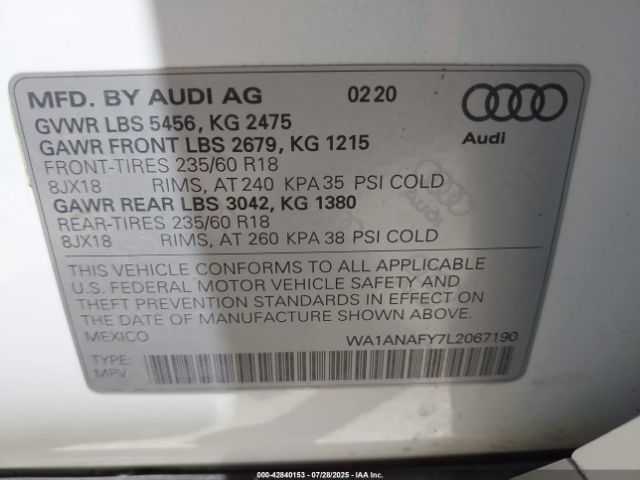 MFD. BY AUDI AG 0220
GVWR LBS 5456, KG 2475
GAWR FRONT LBS 2679, KG 1215
FRONT-TIRES 235/60 R18
8JX18 RIMS, AT 240 KPA 35 PSI COLD
GAWR REAR LBS 3042, KG 1380
REAR-TIRES 235/60 R18
8JX18 RIMS, AT 260 KPA 38 PSI COLD
Audi
Audi
THIS VEHICLE CONFORMS TO ALL APPLICABLE
U.S. FEDERAL MOTOR VEHICLE SAFETY AND
THEFT PREVENTION STANDARDS IN EFFECT ON
THE DATE OF MANUFACTURE SHOWN ABOVE.
MEXICO WA1ANAFY7L2067190
TYPE:
MPV
000-42840153 - 07/28/2025 - IAA Inc.